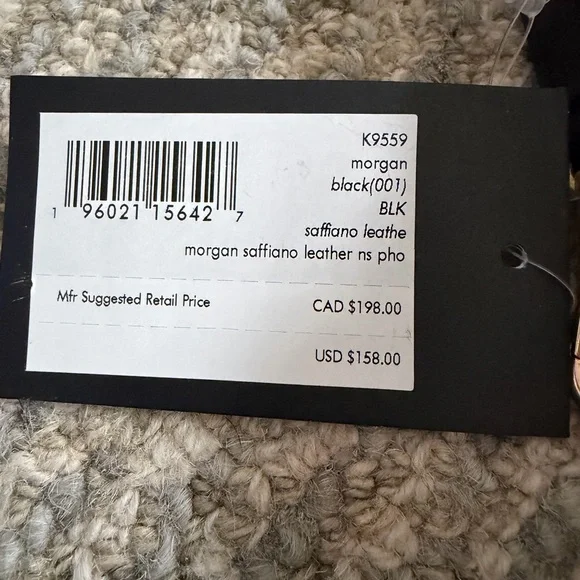 K9559
morgan
black(001)
BLK
saffiano leathe
morgan saffiano leather ns pho
1 96021 15642 7
Mfr Suggested Retail Price CAD $198.00
USD $158.00